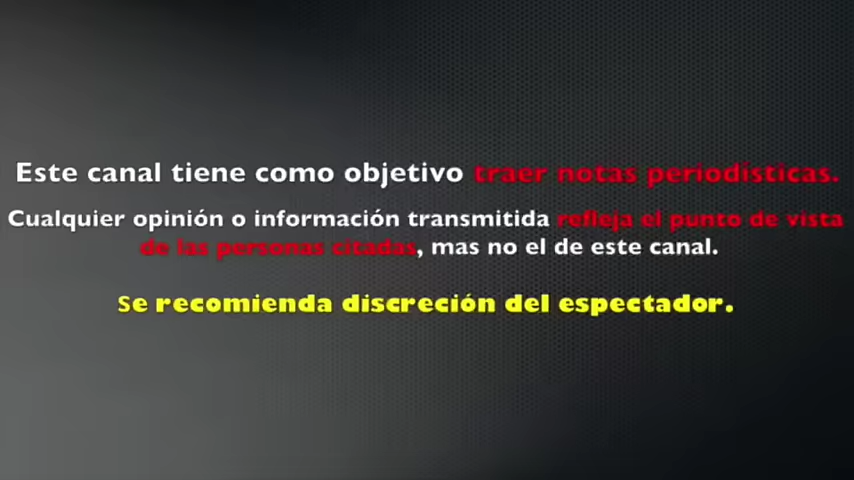 Este canal tiene como objetivo traer notas periodísticas.
Cualquier opinión o información transmitida refleja el punto de vista
de las personas citadas, mas no el de este canal.
Se recomienda discreción del espectador.